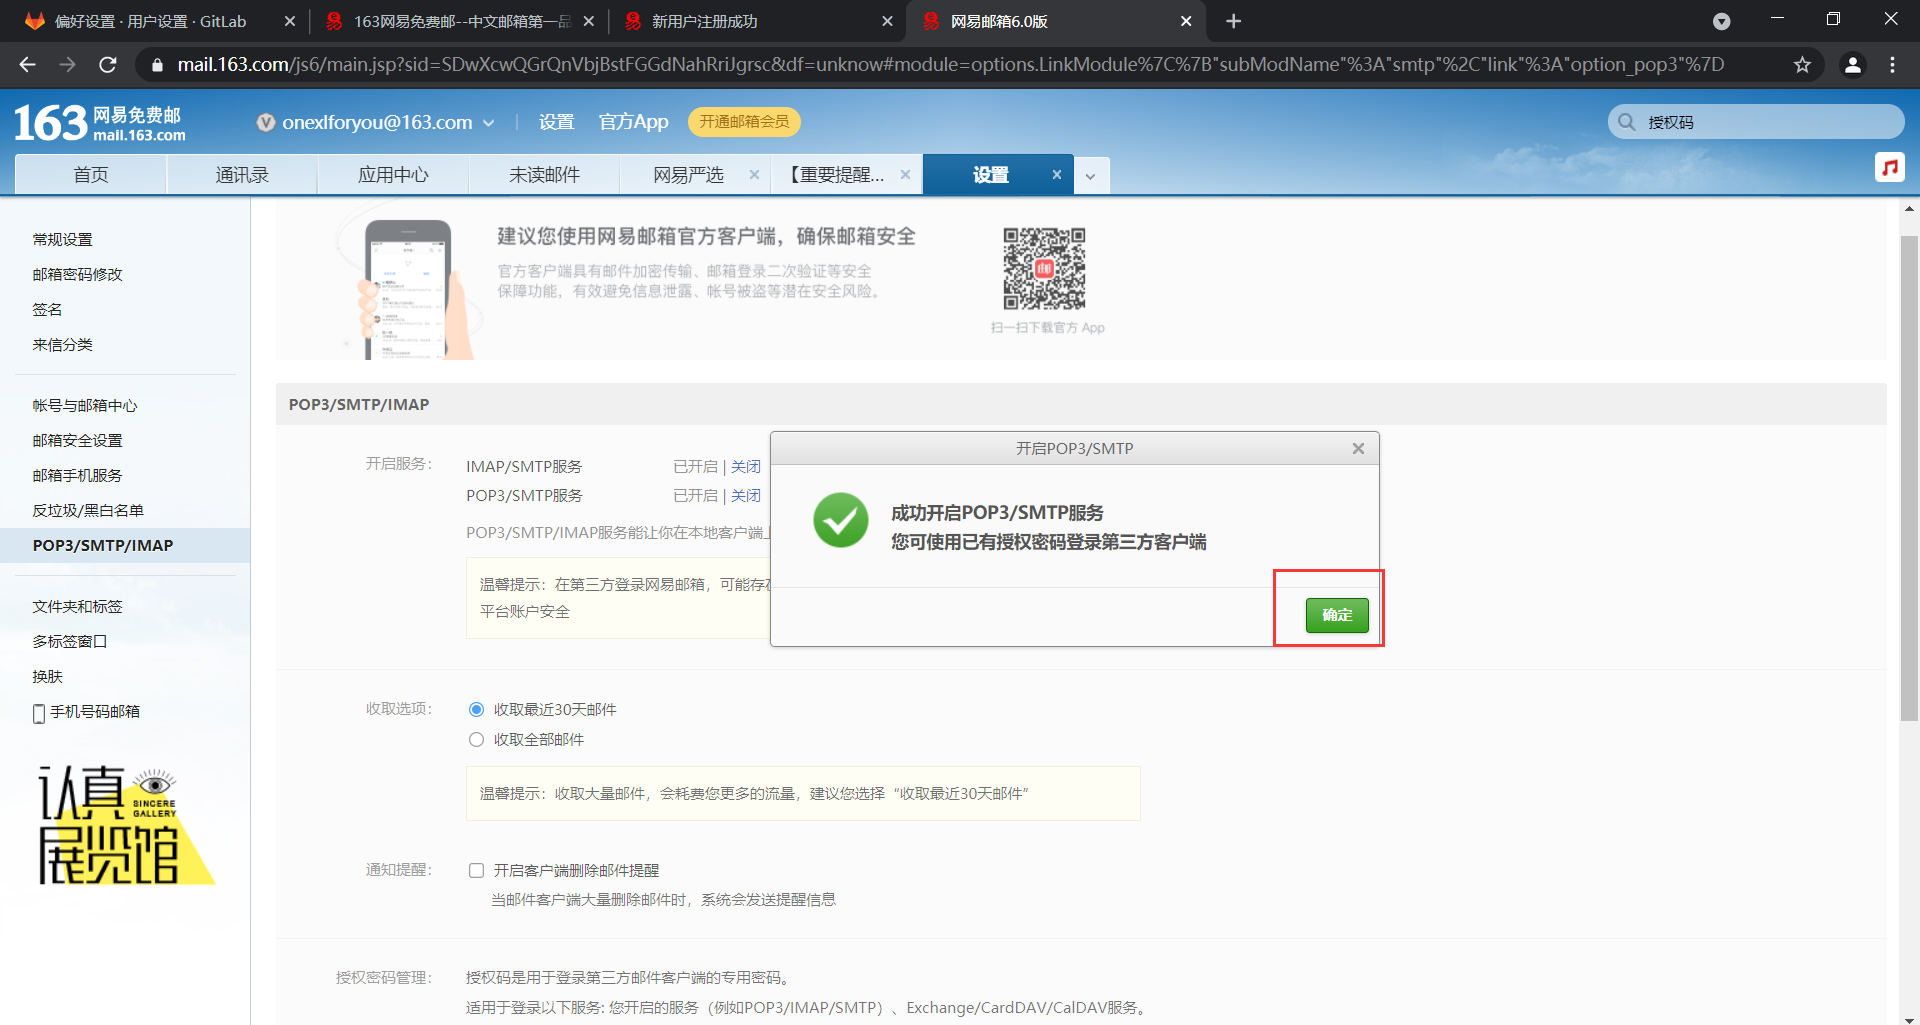 偏好设置 · 用户设置 · GitLab
163网易免费邮--中文邮箱第一品
新用户注册成功
网易邮箱6.0版
mail.163.com/js6/main.jsp?sid=SDwXcwQGrQnVbjBstFGGdNahRriJgrsc&df=unknow#module=options.LinkModule%7C%7B"subModName"%3A"smtp"%2C"link"%3A"option_pop3"%7D
163 网易免费邮
mail.163.com
onexlforyou@163.com
设置
官方App
开通邮箱会员
授权码
首页
通讯录
应用中心
未读邮件
网易严选
【重要提醒...
设置
常规设置
邮箱密码修改
签名
来信分类
帐号与邮箱中心
邮箱安全设置
邮箱手机服务
反垃圾/黑白名单
POP3/SMTP/IMAP
文件夹和标签
多标签窗口
换肤
手机号码邮箱
认真
SINCERE
GALLERY
展览馆
建议您使用网易邮箱官方客户端，确保邮箱安全
官方客户端具有邮件加密传输、邮箱登录二次验证等安全
保障功能，有效避免信息泄露、帐号被盗等潜在安全风险。
扫一扫下载官方 App
POP3/SMTP/IMAP
开启服务：
IMAP/SMTP服务 已开启 | 关闭
POP3/SMTP服务 已开启 | 关闭
POP3/SMTP/IMAP服务能让你在本地客户端上
温馨提示：在第三方登录网易邮箱，可能存在
平台账户安全
开启POP3/SMTP
成功开启POP3/SMTP服务
您可使用已有授权密码登录第三方客户端
确定
收取选项：
收取最近30天邮件
收取全部邮件
温馨提示：收取大量邮件，会耗费您更多的流量，建议您选择“收取最近30天邮件”
通知提醒：
开启客户端删除邮件提醒
当邮件客户端大量删除邮件时，系统会发送提醒信息
授权密码管理：
授权码是用于登录第三方邮件客户端的专用密码。
适用于登录以下服务: 您开启的服务（例如POP3/IMAP/SMTP）、Exchange/CardDAV/CalDAV服务。